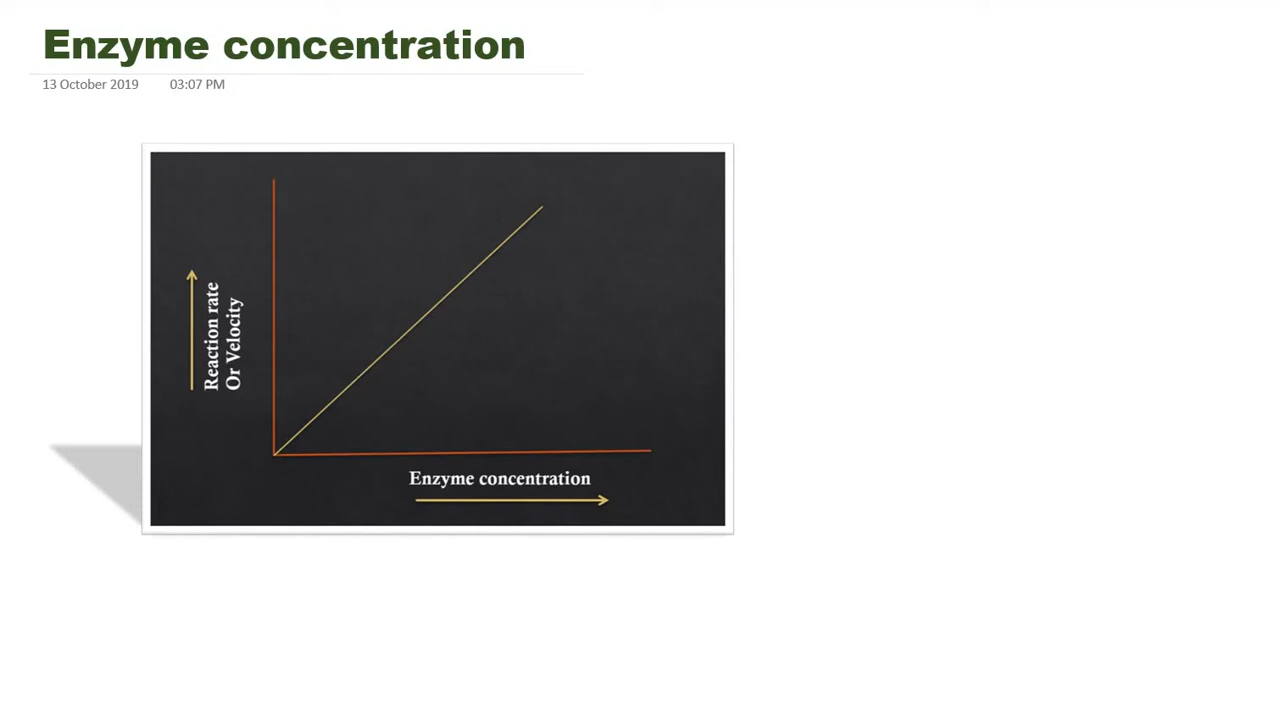 Enzyme concentration
13 October 2019 03:07 PM
Reaction rate
Or Velocity
Enzyme concentration